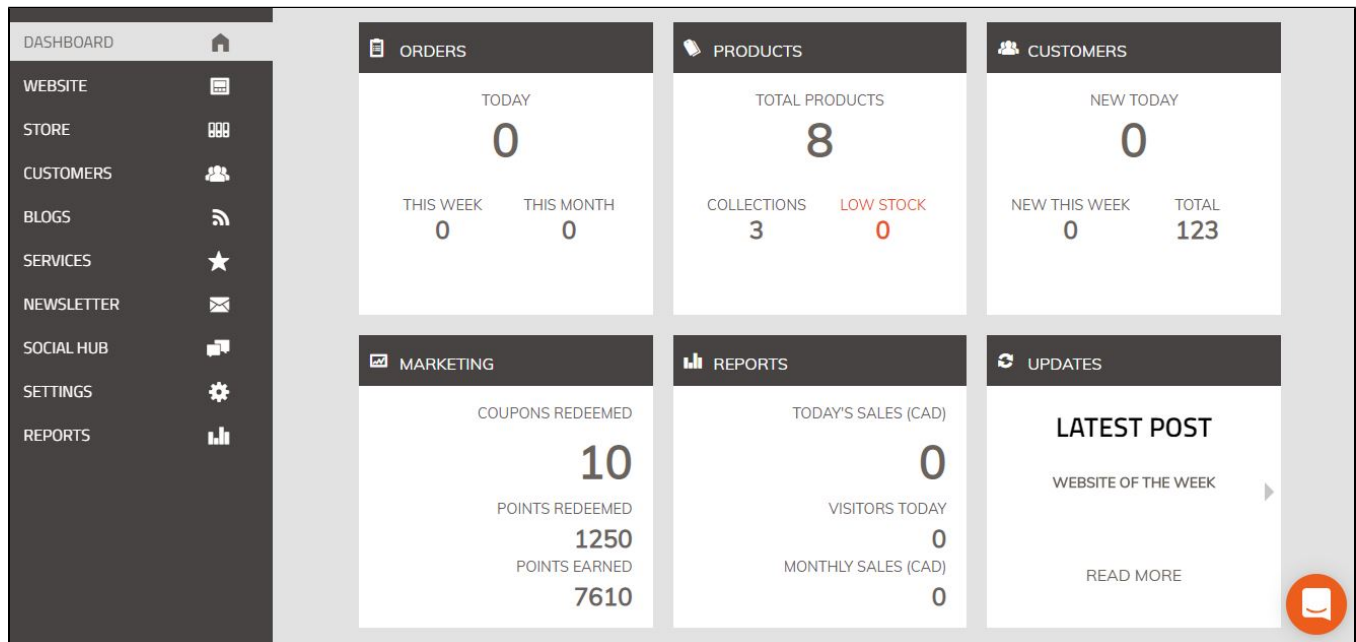 DASHBOARD
WEBSITE
STORE
CUSTOMERS
BLOGS
SERVICES
NEWSLETTER
SOCIAL HUB
SETTINGS
REPORTS
ORDERS
TODAY
0
THIS WEEK THIS MONTH
0 0
PRODUCTS
TOTAL PRODUCTS
8
COLLECTIONS LOW STOCK
3 0
CUSTOMERS
NEW TODAY
0
NEW THIS WEEK TOTAL
0 123
MARKETING
COUPONS REDEEMED
10
POINTS REDEEMED
1250
POINTS EARNED
7610
REPORTS
TODAY'S SALES (CAD)
0
VISITORS TODAY
0
MONTHLY SALES (CAD)
0
UPDATES
LATEST POST
WEBSITE OF THE WEEK
READ MORE